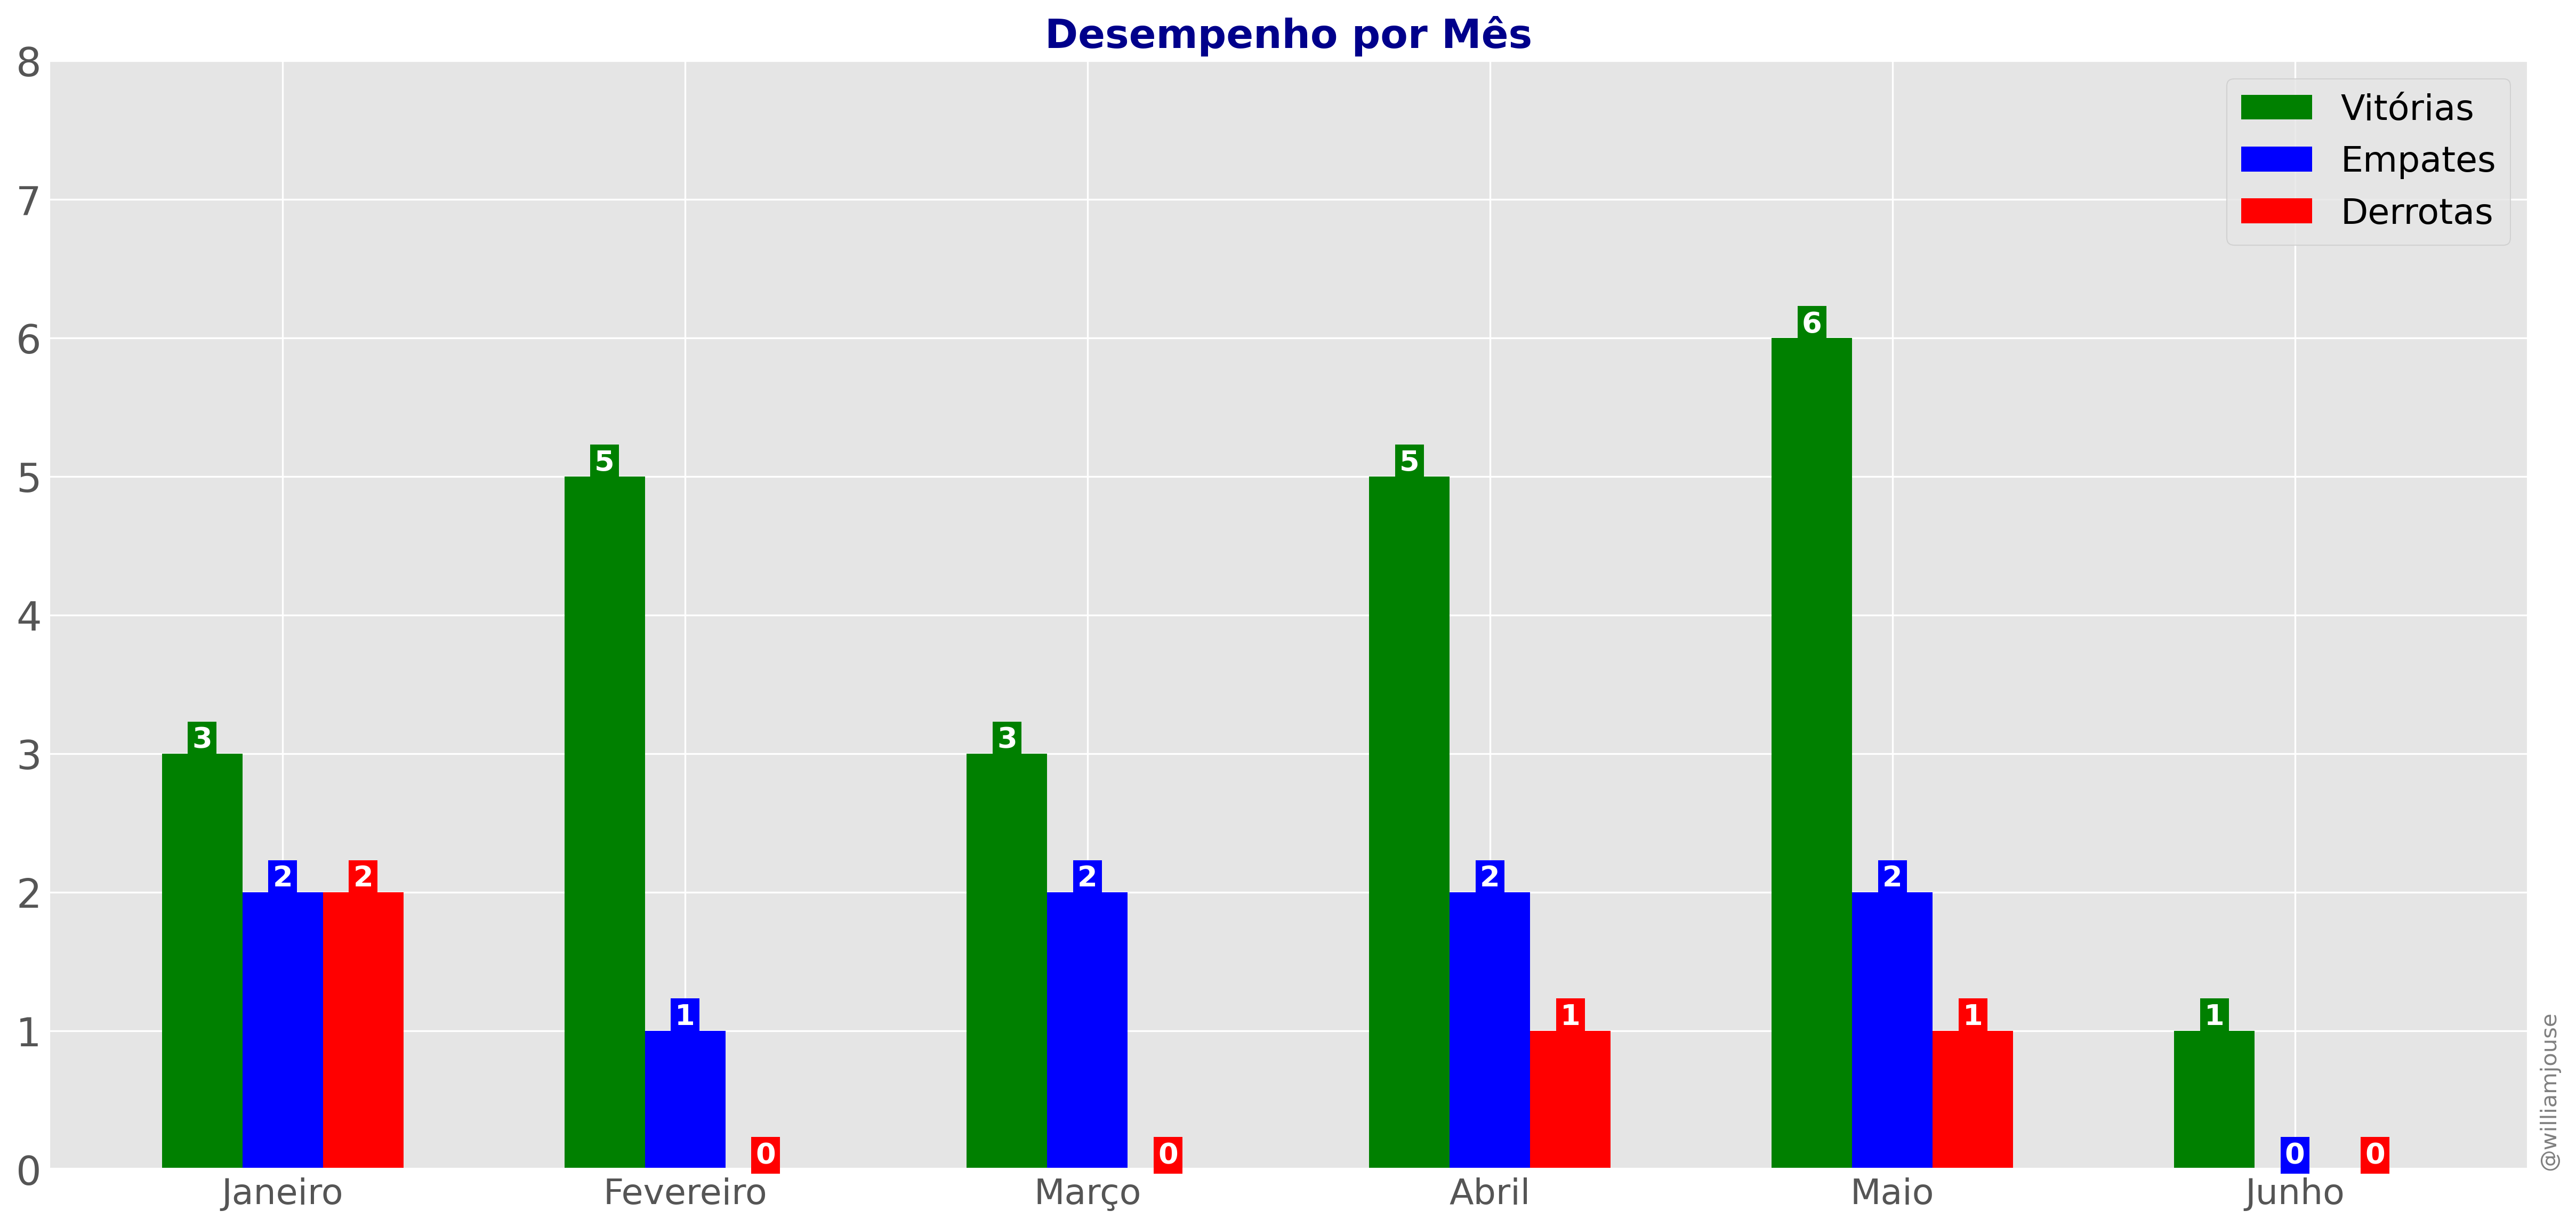 Desempenho por Mês
8
7
6
5
4
3
2
1
0
Vitórias
Empates
Derrotas
3
2
2
5
1
0
3
2
0
5
2
1
6
2
1
1
0
0
Janeiro
Fevereiro
Março
Abril
Maio
Junho
@williamjouse